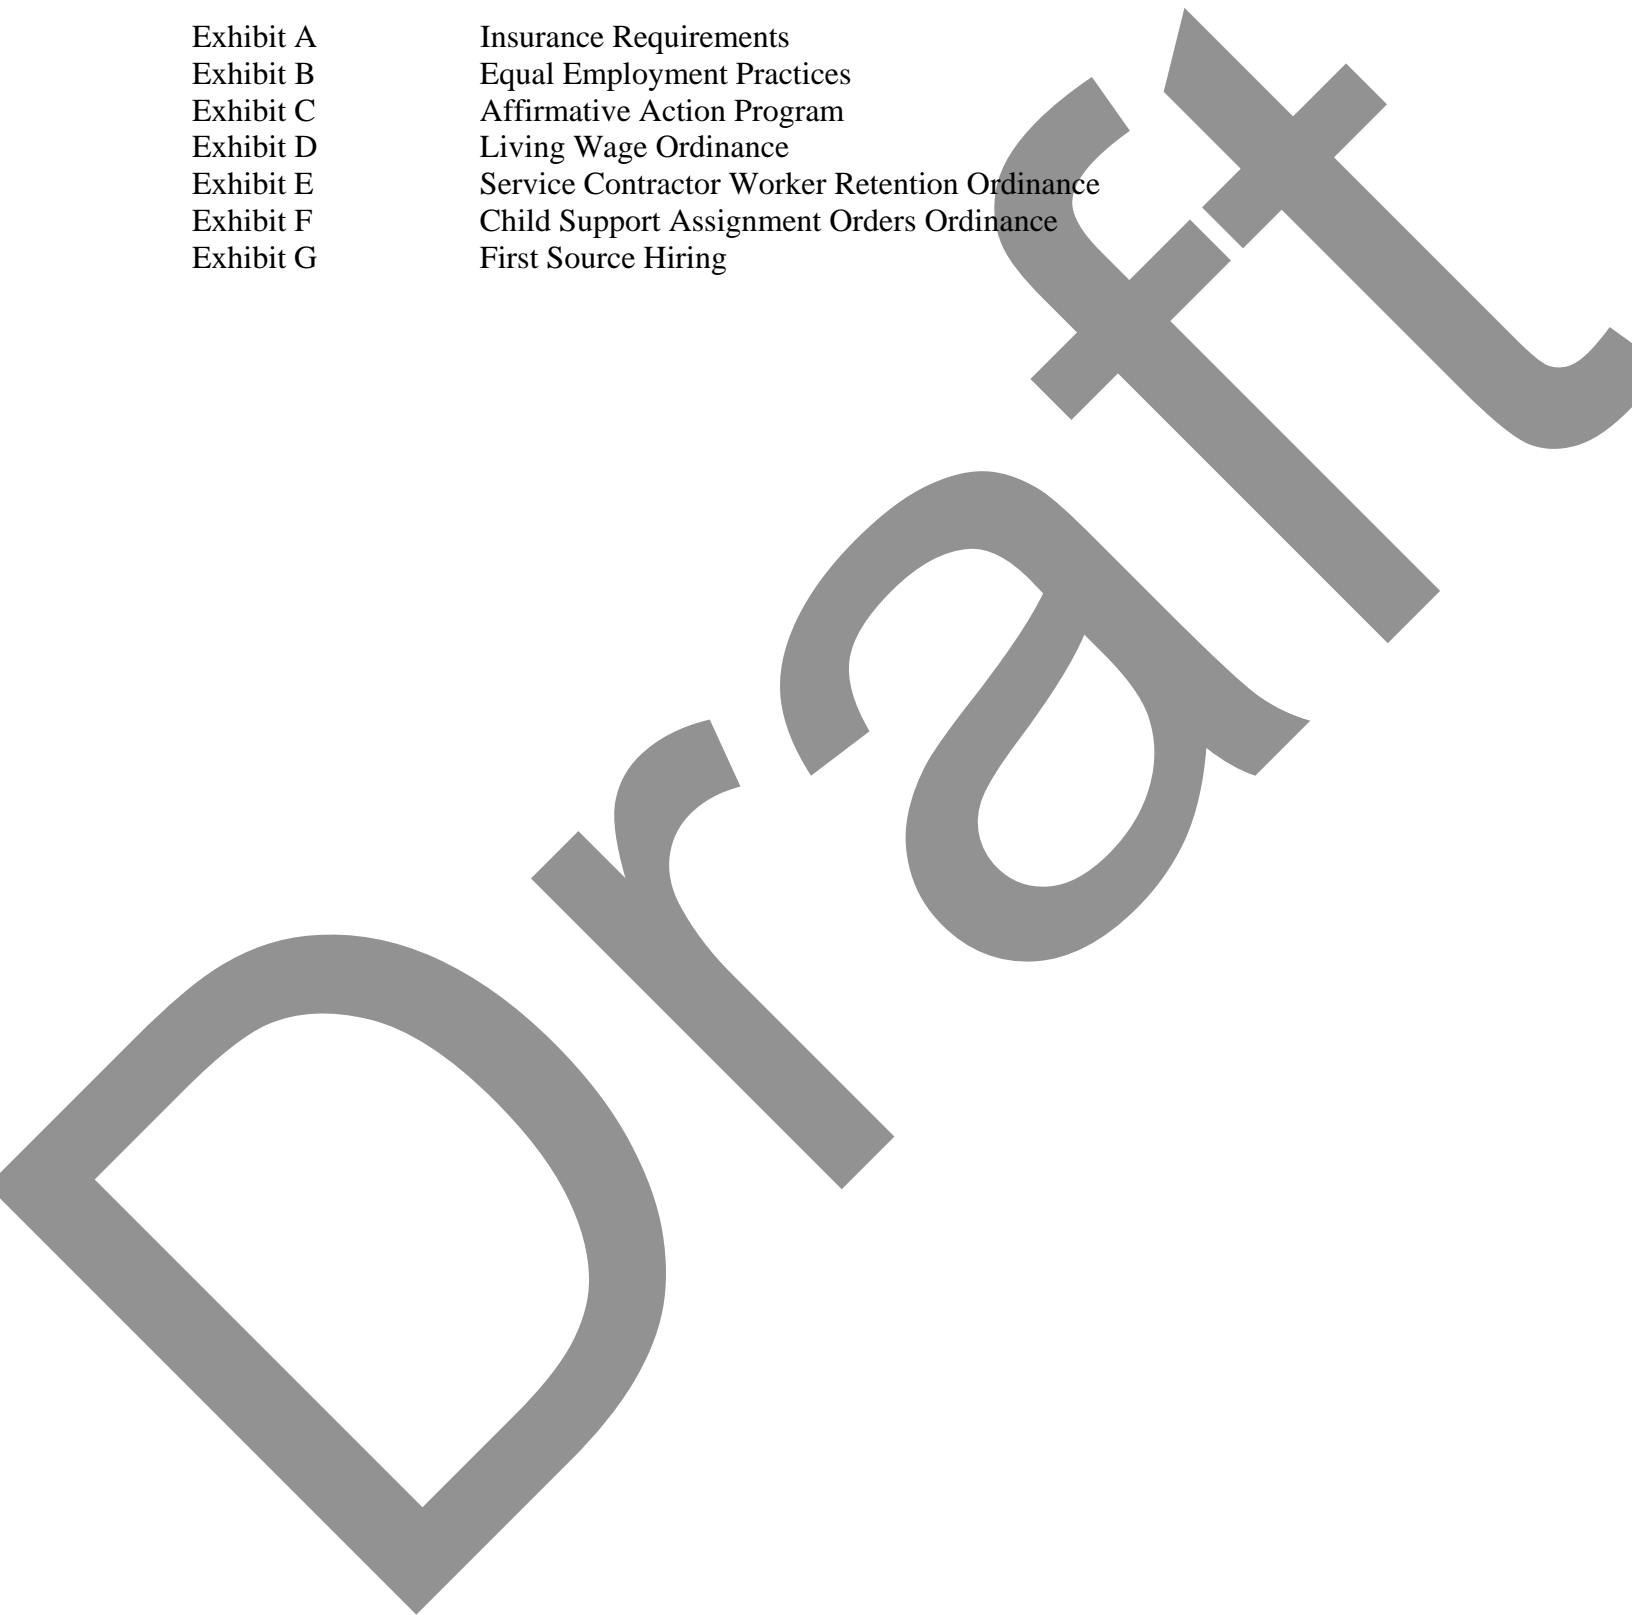 Exhibit A Insurance Requirements
Exhibit B Equal Employment Practices
Exhibit C Affirmative Action Program
Exhibit D Living Wage Ordinance
Exhibit E Service Contractor Worker Retention Ordinance
Exhibit F Child Support Assignment Orders Ordinance
Exhibit G First Source Hiring
Draft